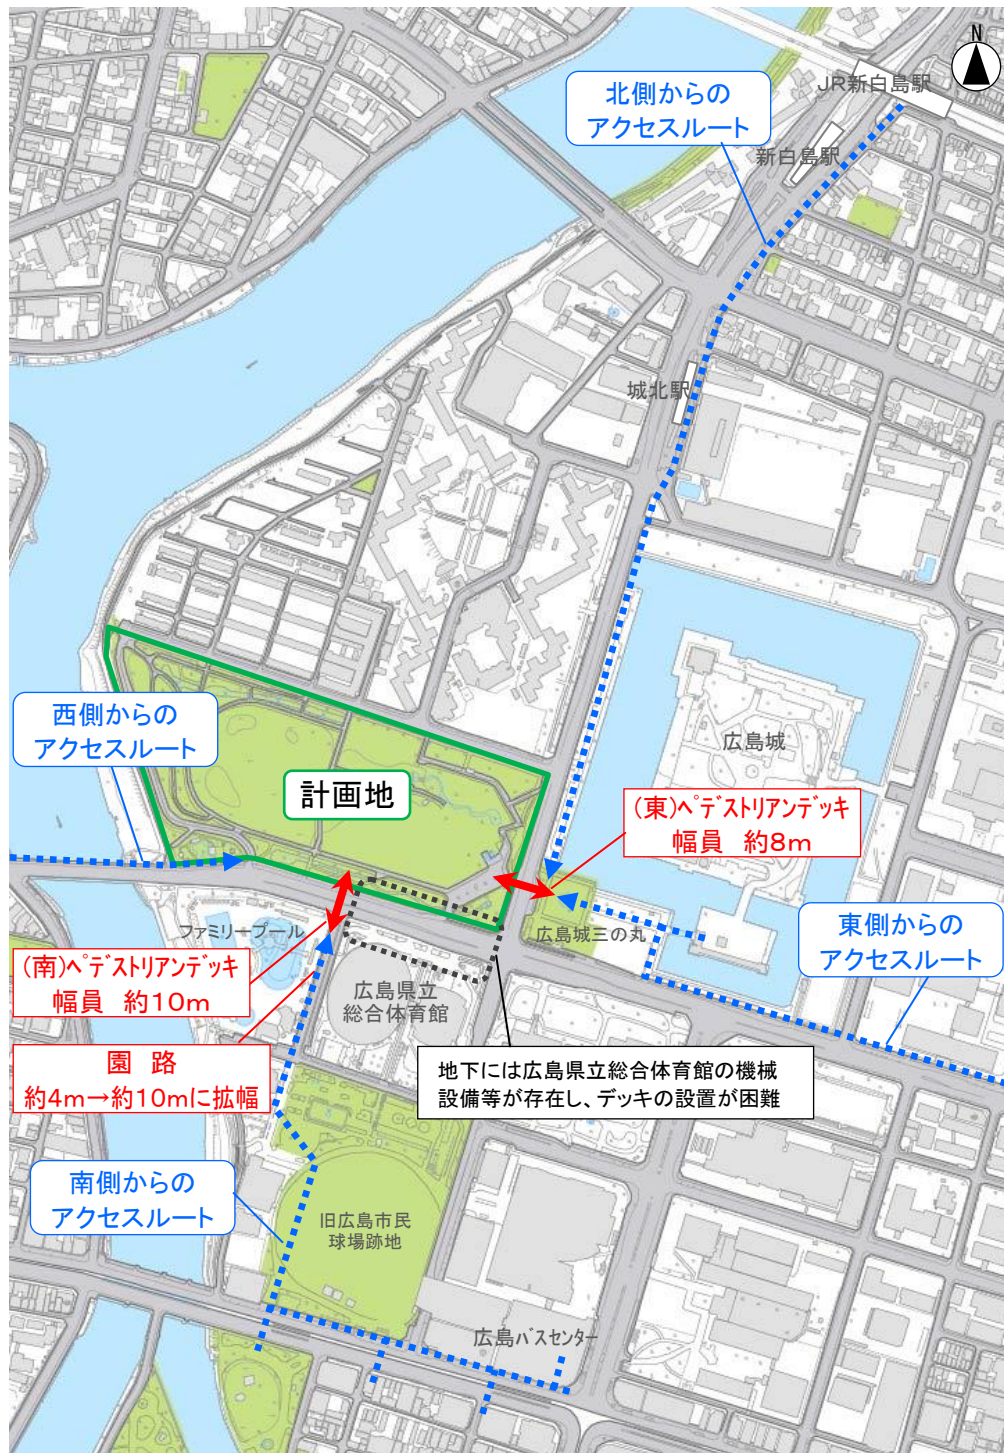 N
JR新白島駅
北側からの
アクセスルート
新白島駅
城北駅
西側からの
アクセスルート
広島城
計画地
(東)ペデストリアンデッキ
幅員 約8m
ファミリープール
広島城三の丸
東側からの
アクセスルート
(南)ペデストリアンデッキ
幅員 約10m
広島県立
総合体育館
園 路
約4m→約10mに拡幅
地下には広島県立総合体育館の機械
設備等が存在し、デッキの設置が困難
南側からの
アクセスルート
旧広島市民
球場跡地
広島バスセンター